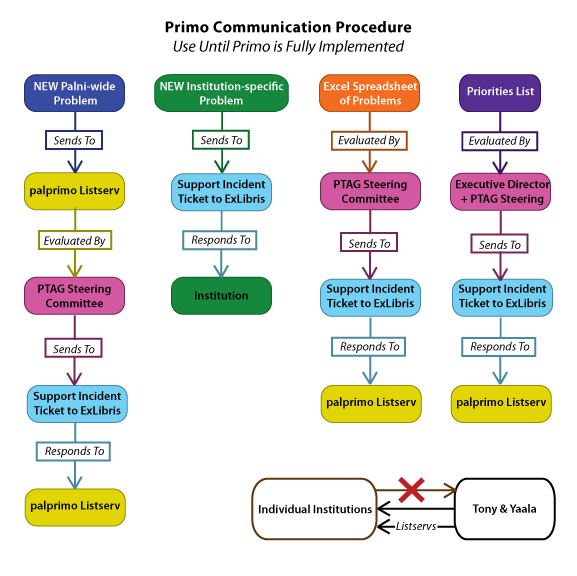 Primo Communication Procedure
Use Until Primo is Fully Implemented
NEW Palni-wide
Problem
Sends To
palprimo Listserv
Evaluated By
PTAG Steering
Committee
Sends To
Support Incident
Ticket to ExLibris
Responds To
palprimo Listserv
NEW Institution-specific
Problem
Sends To
Support Incident
Ticket to ExLibris
Responds To
Institution
Excel Spreadsheet
of Problems
Evaluated By
PTAG Steering
Committee
Sends To
Support Incident
Ticket to ExLibris
Responds To
palprimo Listserv
Priorities List
Evaluated By
Executive Director
+ PTAG Steering
Sends To
Support Incident
Ticket to ExLibris
Responds To
palprimo Listserv
Individual Institutions
Tony & Yaala
Listservs